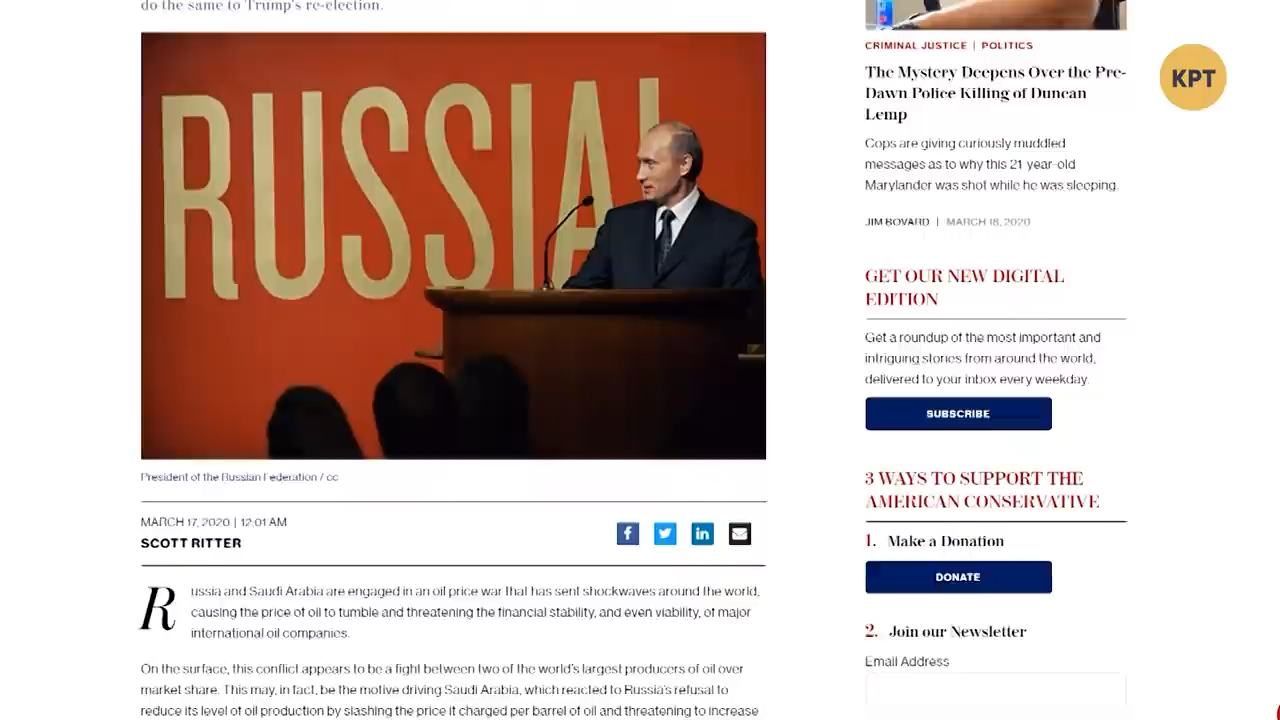 do the same to Trump's re-election.
RUSSIA!
President of the Russian Federation / cc
MARCH 17, 2020 | 12:01 AM
SCOTT RITTER
Russia and Saudi Arabia are engaged in an oil price war that has sent shockwaves around the world,
causing the price of oil to tumble and threatening the financial stability, and even viability, of major
international oil companies.
On the surface, this conflict appears to be a fight between two of the world's largest producers of oil over
market share. This may, in fact, be the motive driving Saudi Arabia, which reacted to Russia's refusal to
reduce its level of oil production by slashing the price it charged per barrel of oil and threatening to increase
CRIMINAL JUSTICE | POLITICS
The Mystery Deepens Over the Pre-
Dawn Police Killing of Duncan
Lemp
Cops are giving curiously muddled
messages as to why this 21-year-old
Marylander was shot while he was sleeping.
JIM BOVARD | MARCH 18, 2020
GET OUR NEW DIGITAL
EDITION
Get a roundup of the most important and
intriguing stories from around the world,
delivered to your inbox every weekday.
SUBSCRIBE
3 WAYS TO SUPPORT THE
AMERICAN CONSERVATIVE
1. Make a Donation
DONATE
2. Join our Newsletter
Email Address
KPT